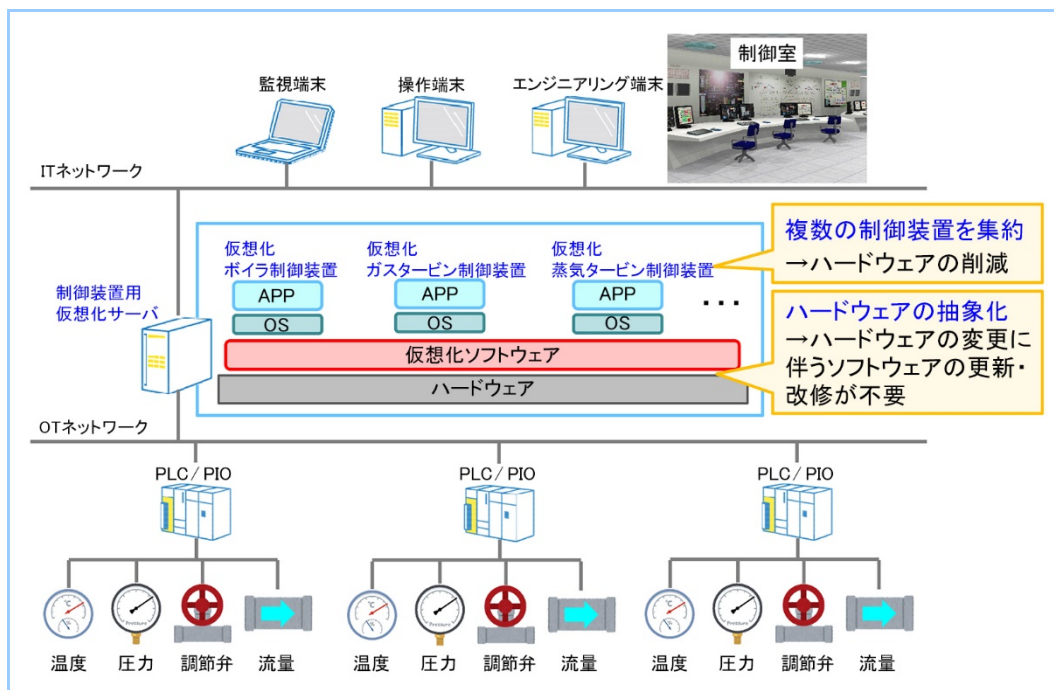 制御室
監視端末
操作端末
エンジニアリング端末
ITネットワーク
複数の制御装置を集約
→ハードウェアの削減
仮想化
ボイラ制御装置
仮想化
ガスタービン制御装置
仮想化
蒸気タービン制御装置
制御装置用
仮想化サーバ
APP
APP
APP
・・・
OS
OS
OS
ハードウェアの抽象化
→ハードウェアの変更に
伴うソフトウェアの更新・
改修が不要
仮想化ソフトウェア
ハードウェア
OTネットワーク
PLC/PIO
PLC/PIO
PLC/PIO
℃
Pressure
℃
Pressure
℃
Pressure
温度
圧力
調節弁
流量
温度
圧力
調節弁
流量
温度
圧力
調節弁
流量